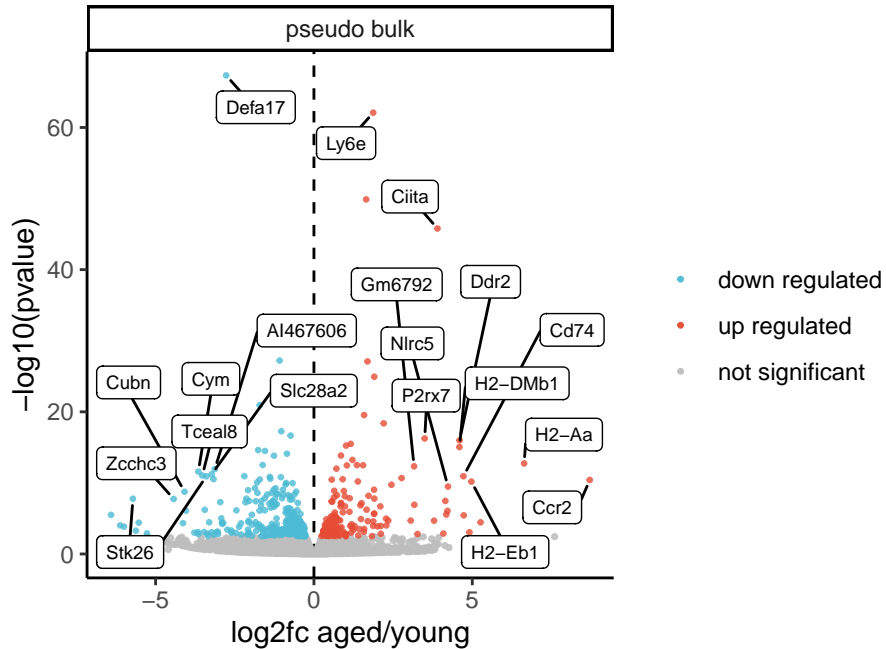 pseudo bulk
Defa17
Ly6e
Ciita
Gm6792
Ddr2
AI467606
Nlrc5
Cd74
Cubn
Cym
Slc28a2
P2rx7
H2−DMb1
Tceal8
H2−Aa
Zcchc3
Ccr2
Stk26
H2−Eb1
60
40
20
0
−log10(pvalue)
−5
0
5
log2fc aged/young
down regulated
up regulated
not significant